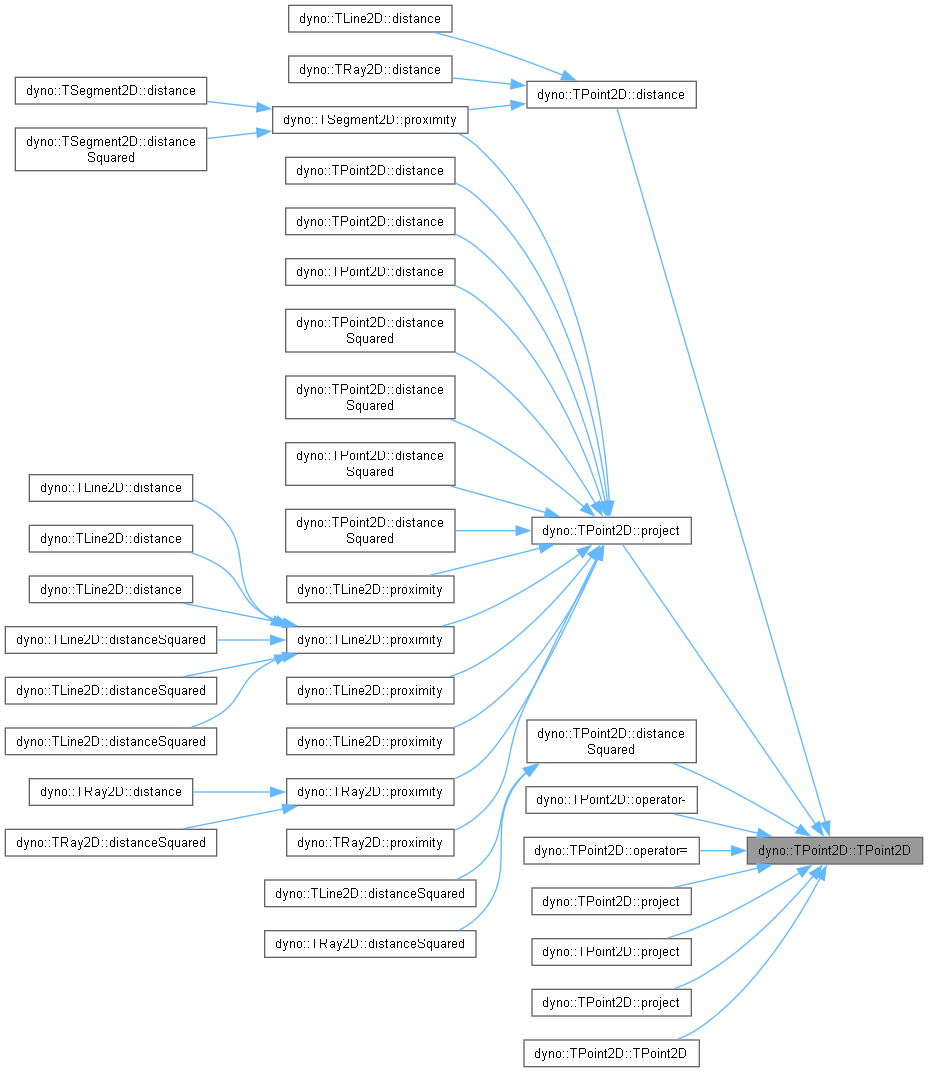 dyno::TLine2D::distance
dyno::TRay2D::distance
dyno::TSegment2D::distance
dyno::TPoint2D::distance
dyno::TSegment2D::proximity
dyno::TSegment2D::distance
Squared
dyno::TPoint2D::distance
dyno::TPoint2D::distance
dyno::TPoint2D::distance
dyno::TPoint2D::distance
Squared
dyno::TPoint2D::distance
Squared
dyno::TPoint2D::distance
Squared
dyno::TLine2D::distance
dyno::TPoint2D::distance
Squared
dyno::TPoint2D::project
dyno::TLine2D::distance
dyno::TLine2D::distance
dyno::TLine2D::proximity
dyno::TLine2D::distanceSquared
dyno::TLine2D::proximity
dyno::TLine2D::distanceSquared
dyno::TLine2D::proximity
dyno::TLine2D::distanceSquared
dyno::TLine2D::proximity
dyno::TPoint2D::distance
Squared
dyno::TRay2D::distance
dyno::TRay2D::proximity
dyno::TPoint2D::operator-
dyno::TRay2D::distanceSquared
dyno::TRay2D::proximity
dyno::TPoint2D::operator=
dyno::TPoint2D::TPoint2D
dyno::TLine2D::distanceSquared
dyno::TPoint2D::project
dyno::TRay2D::distanceSquared
dyno::TPoint2D::project
dyno::TPoint2D::project
dyno::TPoint2D::TPoint2D